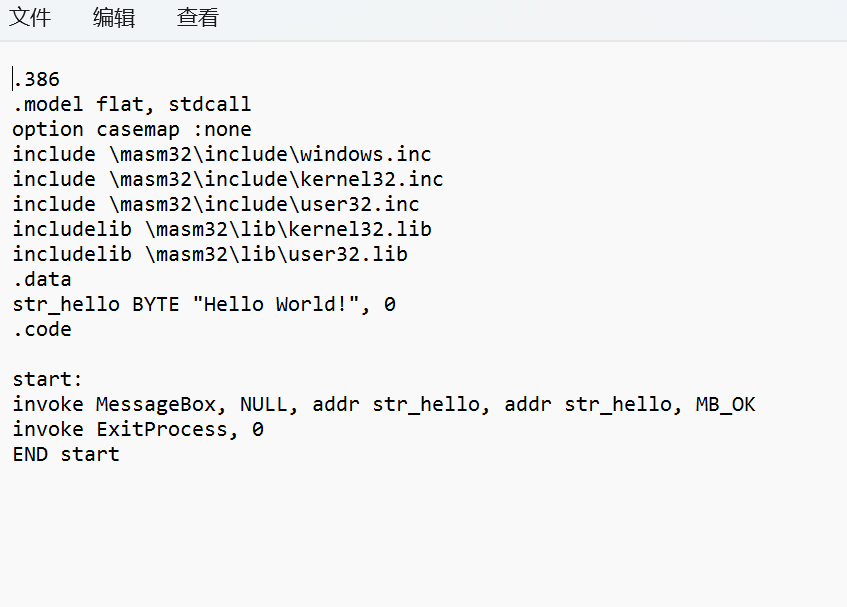 文件 编辑 查看
.386
.model flat, stdcall
option casemap :none
include \masm32\include\windows.inc
include \masm32\include\kernel32.inc
include \masm32\include\user32.inc
includelib \masm32\lib\kernel32.lib
includelib \masm32\lib\user32.lib
.data
str_hello BYTE "Hello World!", 0
.code
start:
invoke MessageBox, NULL, addr str_hello, addr str_hello, MB_OK
invoke ExitProcess, 0
END start